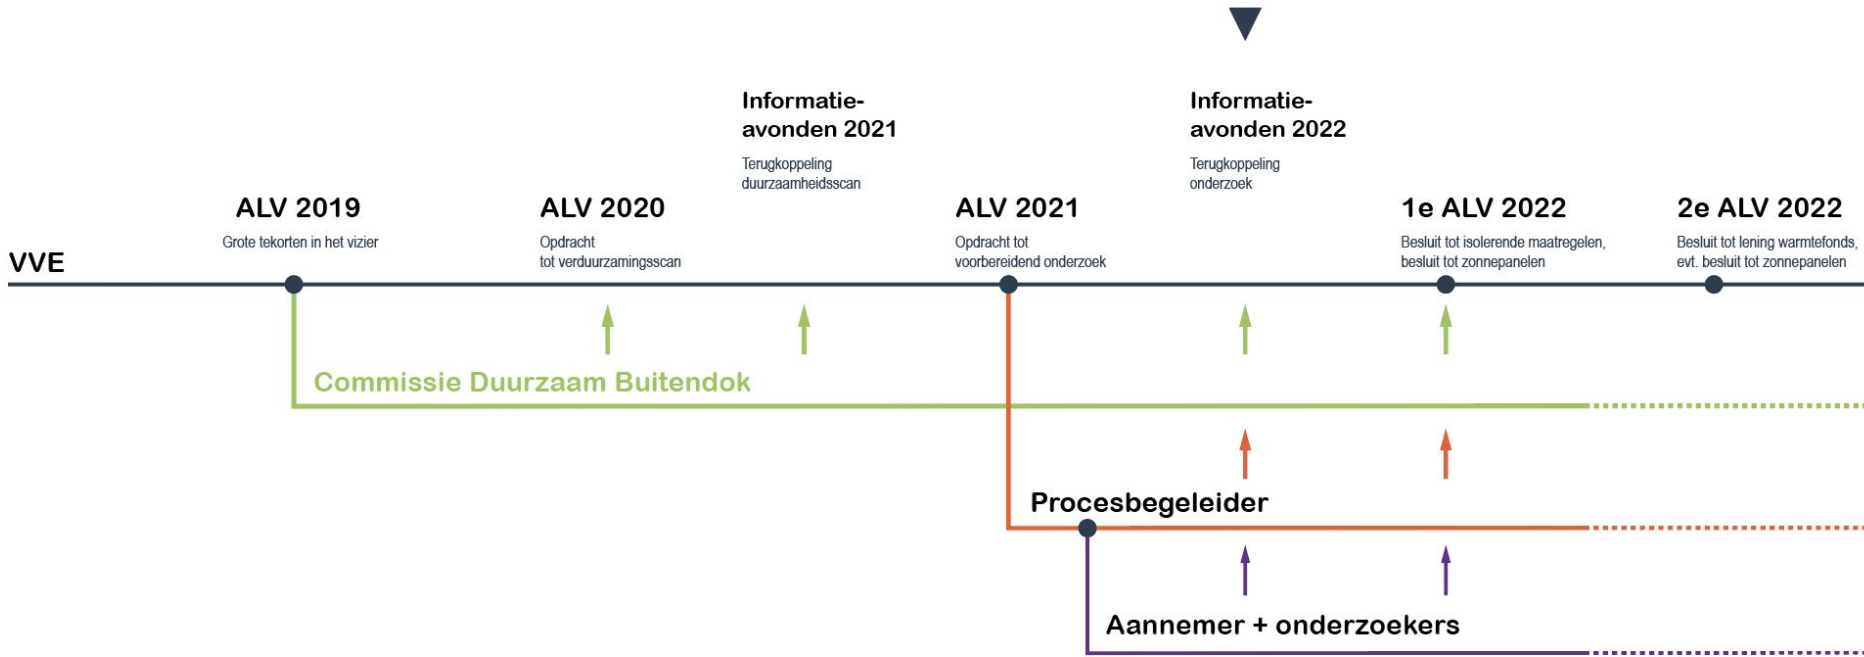 Informatie-
avonden 2021
Terugkoppeling
duurzaamheidsscan
Informatie-
avonden 2022
Terugkoppeling
onderzoek
ALV 2019
Grote tekorten in het vizier
ALV 2020
Opdracht
tot verduurzamingsscan
ALV 2021
Opdracht tot
voorbereidend onderzoek
1e ALV 2022
Besluit tot isolerende maatregelen,
besluit tot zonnepanelen
2e ALV 2022
Besluit tot lening warmtefonds,
evt. besluit tot zonnepanelen
VVE
Commissie Duurzaam Buitendok
Procesbegeleider
Aannemer + onderzoekers